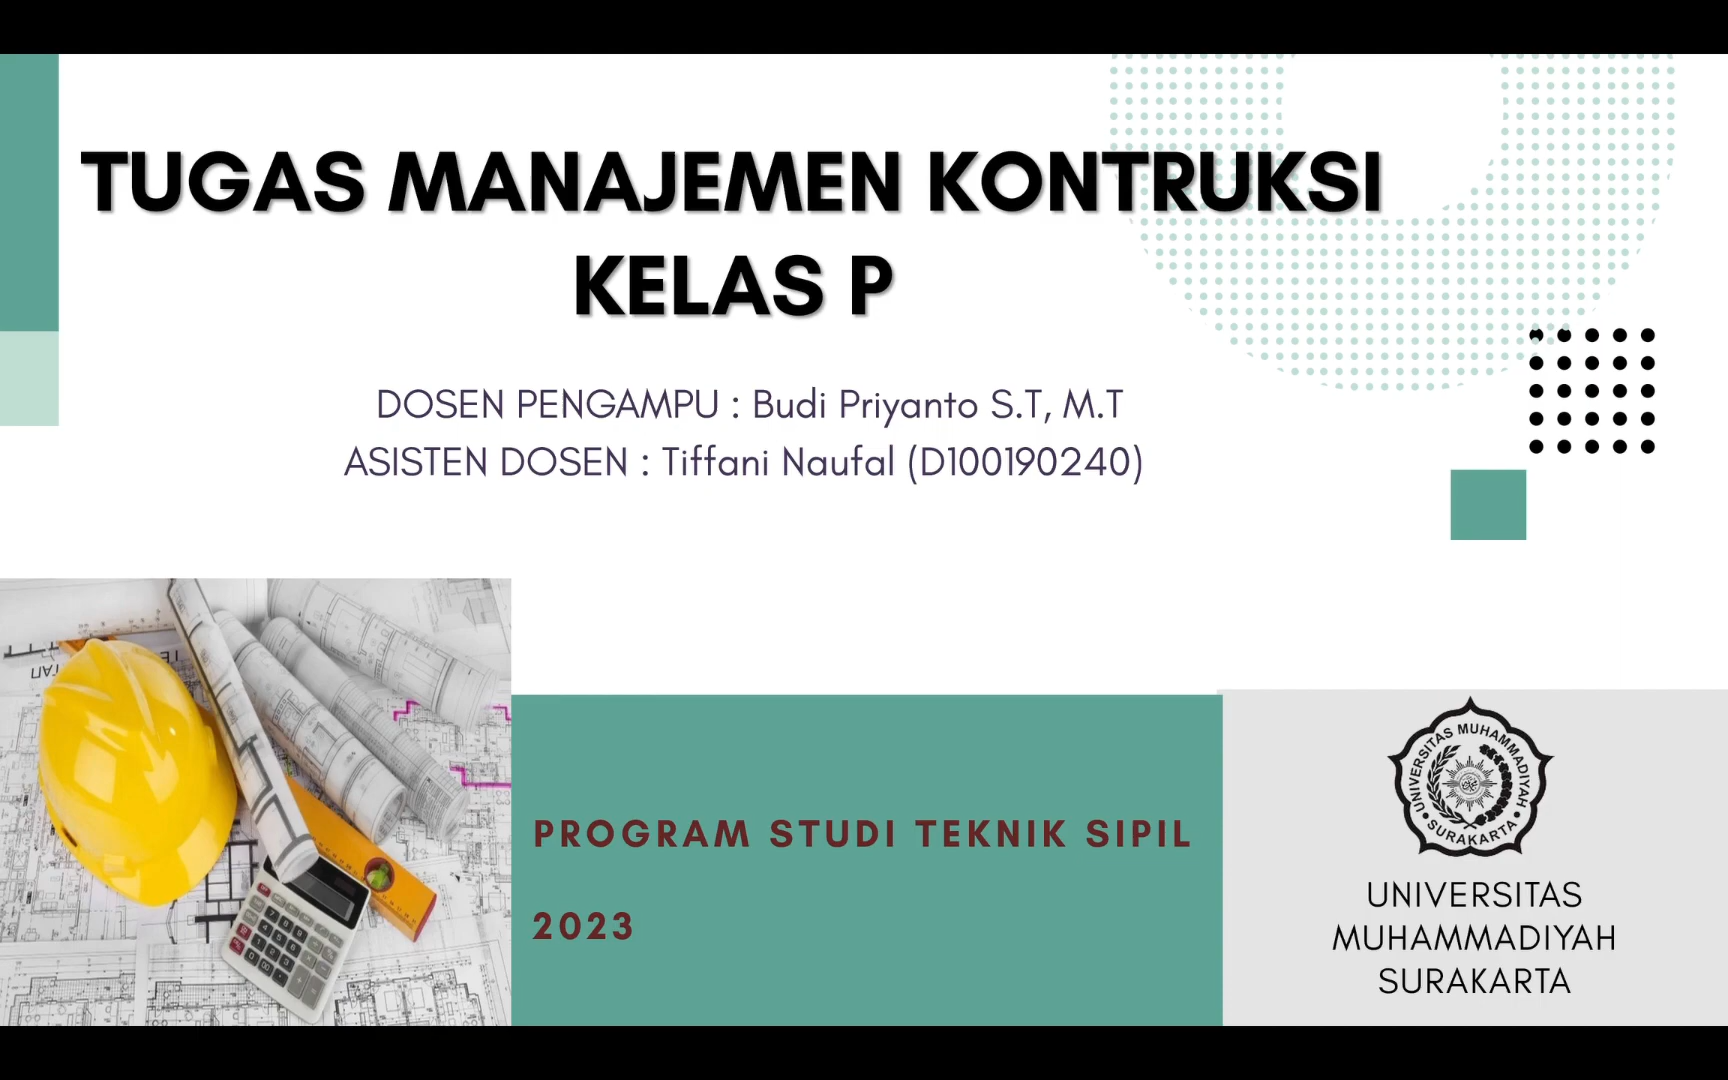 TUGAS MANAJEMEN KONTRUKSI
KELAS P
DOSEN PENGAMPU : Budi Priyanto S.T, M.T
ASISTEN DOSEN : Tiffani Naufal (D100190240)
PROGRAM STUDI TEKNIK SIPIL
2023
UNIVERSITAS MUHAMMADIYAH
SURAKARTA
UNIVERSITAS
MUHAMMADIYAH
SURAKARTA